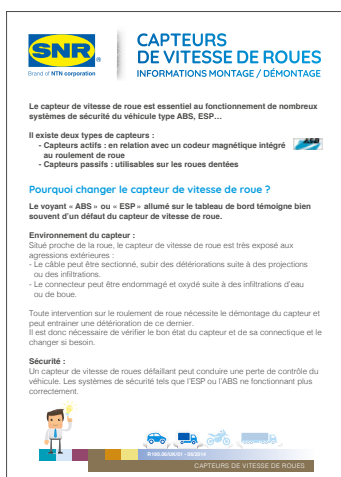 SNR
®
Brand of NTN corporation
CAPTEURS
DE VITESSE DE ROUES
INFORMATIONS MONTAGE / DÉMONTAGE
Le capteur de vitesse de roue est essentiel au fonctionnement de nombreux
systèmes de sécurité du véhicule type ABS, ESP…
Il existe deux types de capteurs :
- Capteurs actifs : en relation avec un codeur magnétique intégré
au roulement de roue
- Capteurs passifs : utilisables sur les roues dentées
ASB
Pourquoi changer le capteur de vitesse de roue ?
Le voyant « ABS » ou « ESP » allumé sur le tableau de bord témoigne bien
souvent d'un défaut du capteur de vitesse de roue.
Environnement du capteur :
Situé proche de la roue, le capteur de vitesse de roue est très exposé aux
agressions extérieures :
- Le câble peut être sectionné, subir des détériorations suite à des projections
ou des infiltrations.
- Le connecteur peut être endommagé et oxydé suite à des infiltrations d'eau
ou de boue.
Toute intervention sur le roulement de roue nécessite le démontage du capteur et
peut entrainer une détérioration de ce dernier.
Il est donc nécessaire de vérifier le bon état du capteur et de sa connectique et le
changer si besoin.
Sécurité :
Un capteur de vitesse de roues défaillant peut conduire une perte de contrôle du
véhicule. Les systèmes de sécurité tels que l'ESP ou l'ABS ne fonctionnant plus
correctement.
CAPTEURS DE VITESSE DE ROUES